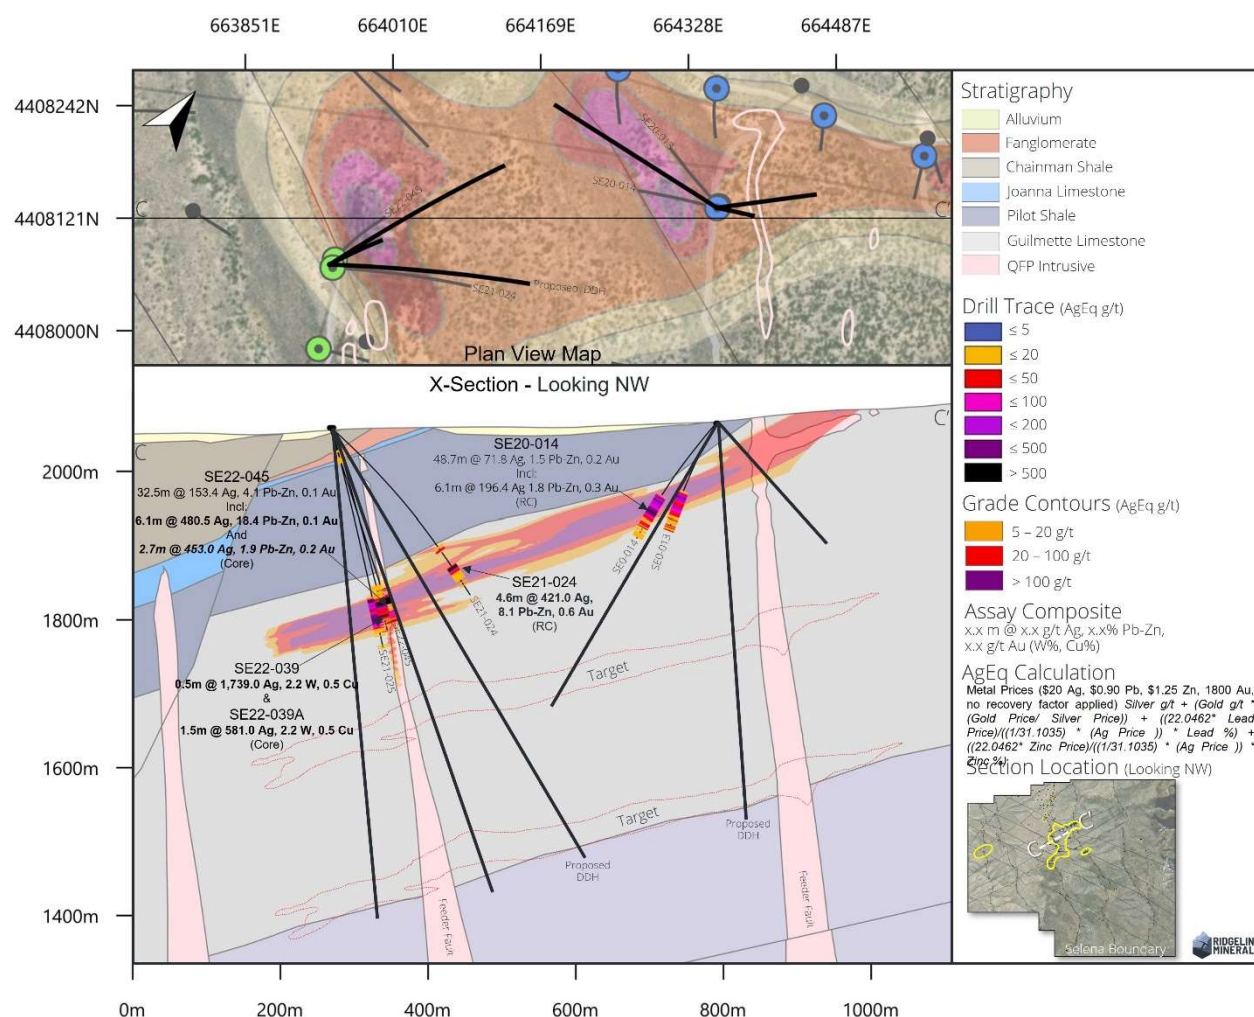 663851E 664010E 664169E 664328E 664487E
4408242N
4408121N
4408000N
C
C'
SE22-045
SE20-013
SE20-014
SE21-024
Proposed DDH
Plan View Map
X-Section - Looking NW
C
C'
2000m
1800m
1600m
1400m
SE22-045
32.5m @ 153.4 Ag, 4.1 Pb-Zn, 0.1 Au
Incl:
6.1m @ 480.5 Ag, 18.4 Pb-Zn, 0.1 Au
And
2.7m @ 453.0 Ag, 1.9 Pb-Zn, 0.2 Au
(Core)
SE20-014
48.7m @ 71.8 Ag, 1.5 Pb-Zn, 0.2 Au
Incl:
6.1m @ 196.4 Ag 1.8 Pb-Zn, 0.3 Au
(RC)
SE0-014
SE0-013
SE21-024
4.6m @ 421.0 Ag,
8.1 Pb-Zn, 0.6 Au
(RC)
SE21-024
SE21-025
SE22-039
0.5m @ 1,739.0 Ag, 2.2 W, 0.5 Cu
&
SE22-039A
1.5m @ 581.0 Ag, 2.2 W, 0.5 Cu
(Core)
Target
Target
Proposed
DDH
Proposed
DDH
Feeder Fault
Feeder Fault
0m 200m 400m 600m 800m 1000m
Stratigraphy
Alluvium
Fanglomerate
Chainman Shale
Joanna Limestone
Pilot Shale
Guilmette Limestone
QFP Intrusive
Drill Trace (AgEq g/t)
≤ 5
≤ 20
≤ 50
≤ 100
≤ 200
≤ 500
> 500
Grade Contours (AgEq g/t)
5 – 20 g/t
20 – 100 g/t
> 100 g/t
Assay Composite
x.x m @ x.x g/t Ag, x.x% Pb-Zn,
x.x g/t Au (W%, Cu%)
AgEq Calculation
Metal Prices ($20 Ag, $0.90 Pb, $1.25 Zn, 1800 Au,
no recovery factor applied) Silver g/t + (Gold g/t *
(Gold Price/ Silver Price)) + ((22.0462* Lead
Price)/((1/31.1035) * (Ag Price )) * Lead %) +
((22.0462* Zinc Price)/((1/31.1035) * (Ag Price )) *
Zinc %)
Section Location (Looking NW)
C
C'
Selena Boundary
RIDGELIN
MINERAL